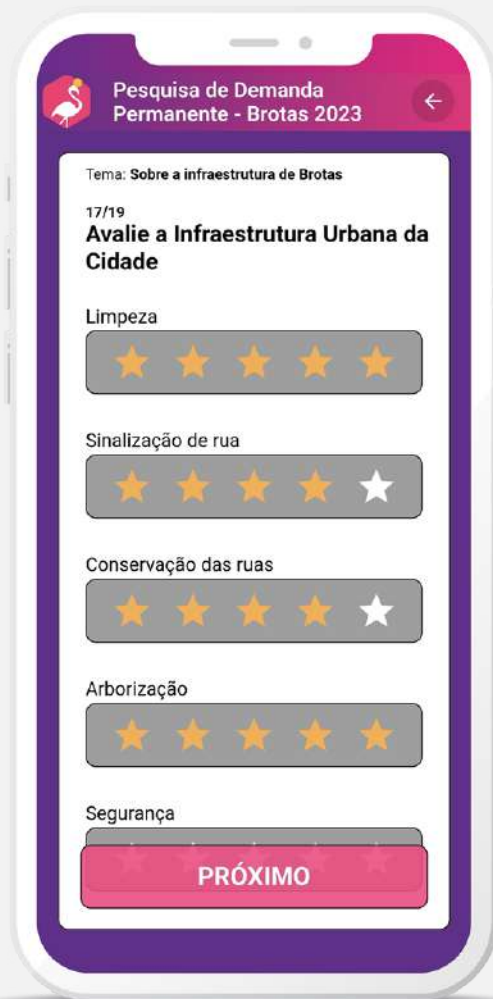 Pesquisa de Demanda
Permanente - Brotas 2023
Tema: Sobre a infraestrutura de Brotas
17/19
Avalie a Infraestrutura Urbana da
Cidade
Limpeza
Sinalização de rua
Conservação das ruas
Arborização
Segurança
PRÓXIMO